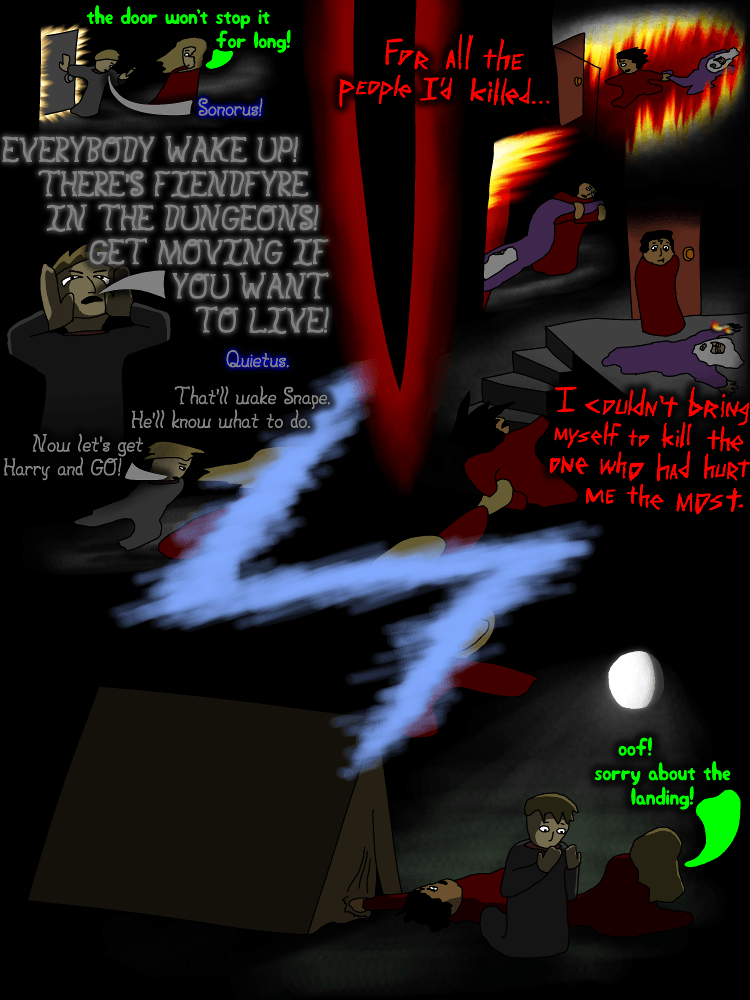 the door won't stop it
for long!
Sonorus!
EVERYBODY WAKE UP!
THERE'S FIENDFYRE
IN THE DUNGEONS!
GET MOVING IF
YOU WANT
TO LIVE!
Quietus.
That'll wake Snape.
He'll know what to do.
Now let's get
Harry and GO!
For all the
people I'd killed...
I couldn't bring
myself to kill the
one who had hurt
me the most.
oof!
sorry about the
landing!